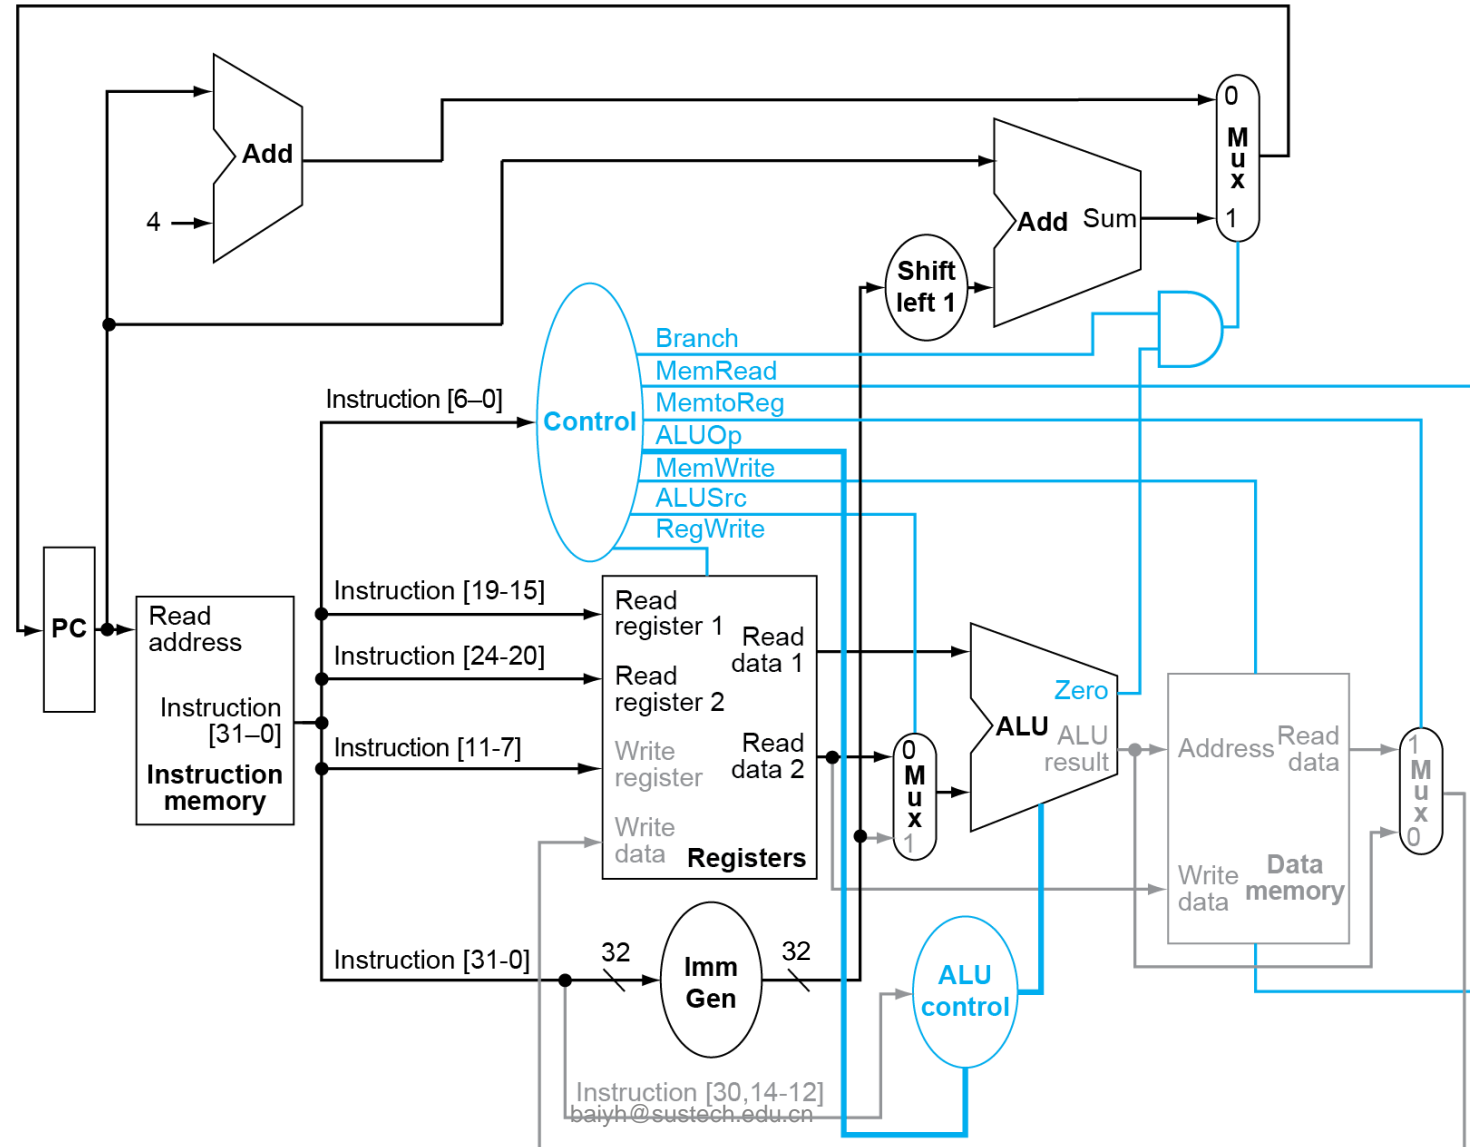 0
M
u
x
1
Add
4
Add Sum
Shift
left 1
Branch
MemRead
MemtoReg
ALUOp
MemWrite
ALUSrc
RegWrite
Control
Instruction [6–0]
PC
Read
address
Instruction
[31–0]
Instruction
memory
Instruction [19-15]
Instruction [24-20]
Instruction [11-7]
Instruction [31-0]
Read
register 1
Read
register 2
Write
register
Write
data
Read
data 1
Read
data 2
Registers
0
M
u
x
1
Zero
ALU
ALU
result
Address
Read
data
Write
data
Data
memory
1
M
u
x
0
32
Imm
Gen
32
ALU
control
Instruction [30,14-12]
baiyh@sustech.edu.cn